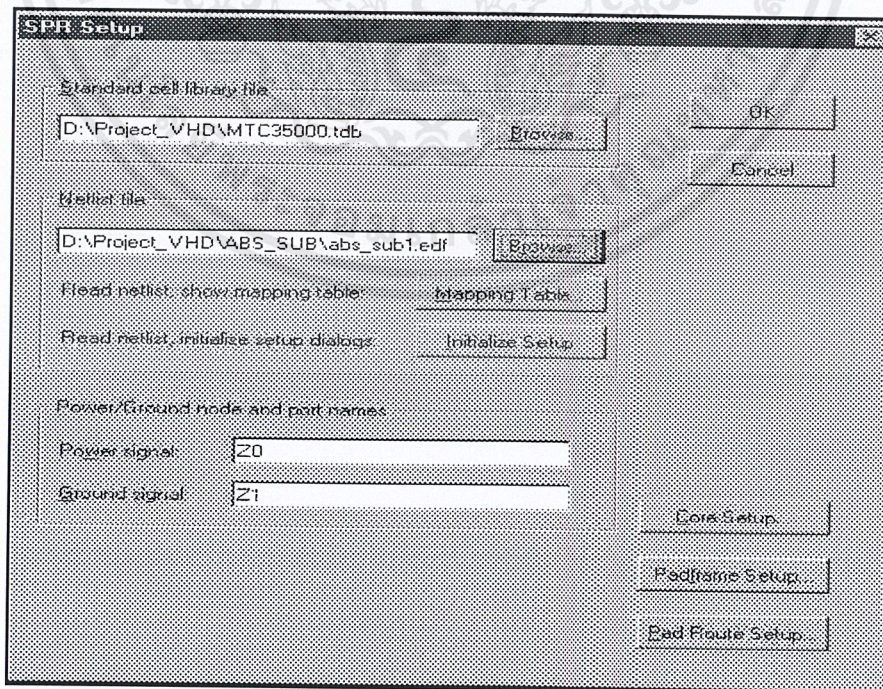 SPR Setup
Standard cell library file
D:\Project_VHD\MTC35000.tdb
Browse...
OK
Cancel
Netlist file
D:\Project_VHD\ABS_SUB\abs_sub1.edf
Browse...
Read netlist, show mapping table:
Mapping Table...
Read netlist, initialize setup dialogs:
Initialize Setup
Power/Ground node and port names
Power signal:
Z0
Ground signal:
Z1
Core Setup...
Padframe Setup...
Pad Route Setup...